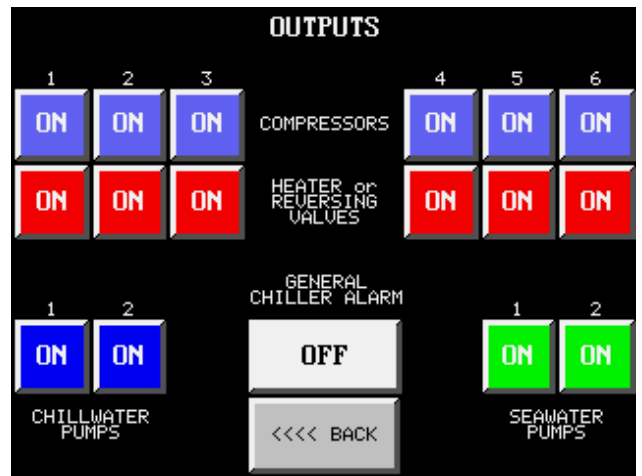 OUTPUTS
1 2 3 4 5 6
ON ON ON COMPRESSORS ON ON ON
ON ON ON HEATER or REVERSING VALVES ON ON ON
GENERAL
CHILLER ALARM
1 2 1 2
ON ON OFF ON ON
CHILLWATER
PUMPS
<<<< BACK
SEAWATER
PUMPS